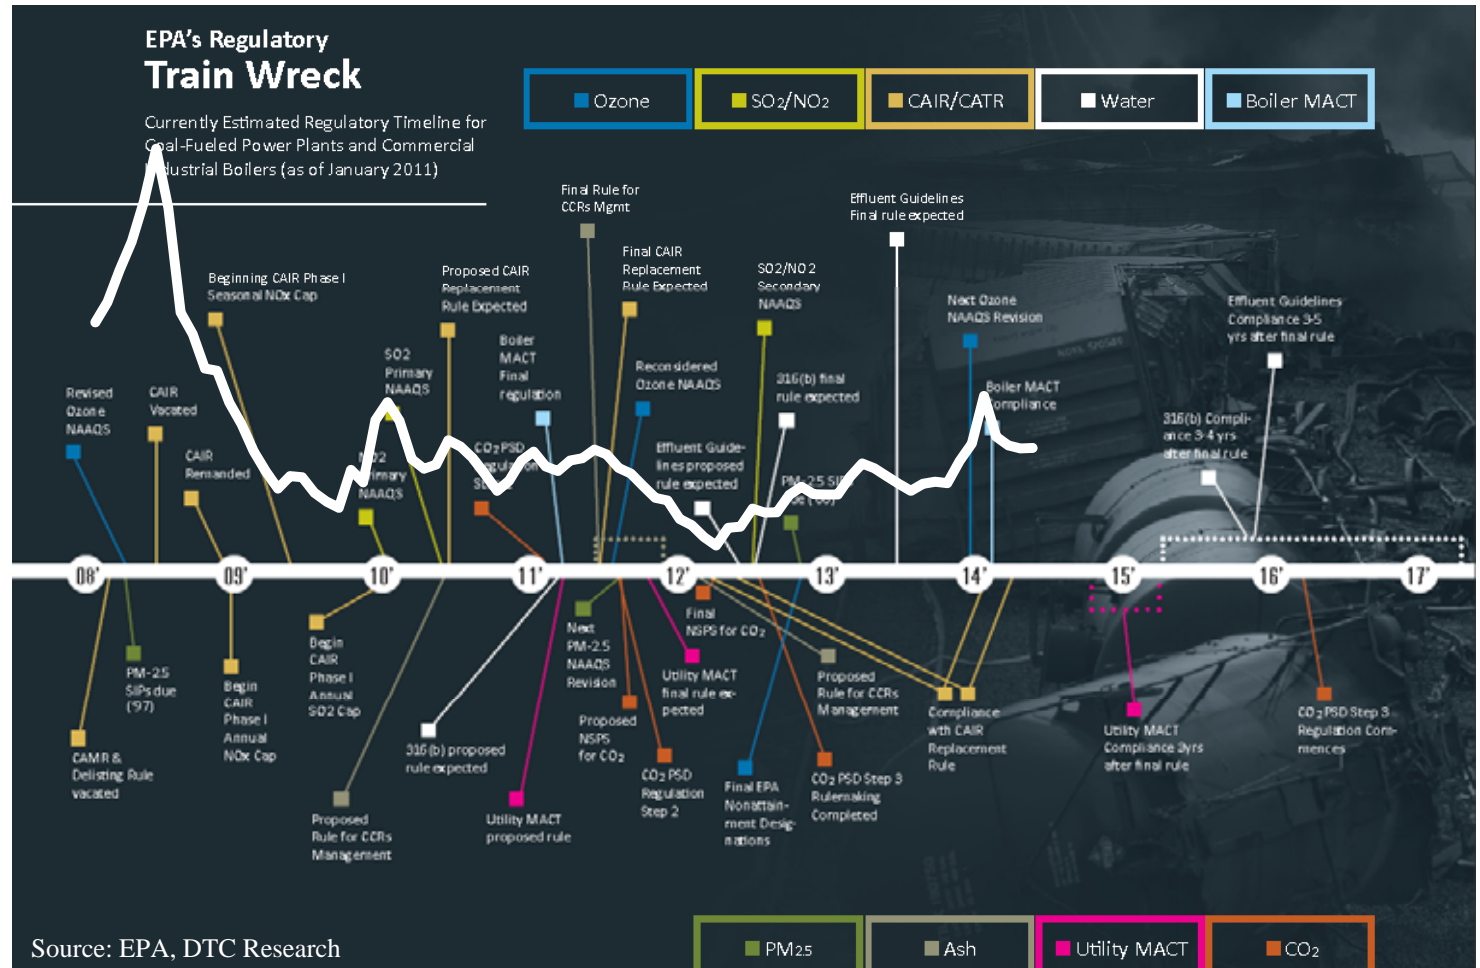 EPA's Regulatory
Train Wreck
Currently Estimated Regulatory Timeline for
Coal-Fueled Power Plants and Commercial
Industrial Boilers (as of January 2011)
Ozone
SO2/NO2
CAIR/CATR
Water
Boiler MACT
Revised
Ozone
NAAQS
CAIR
Vacated
CAIR
Remanded
Beginning CAIR Phase I
Seasonal NOx Cap
SO2
Primary
NAAQS
NO2
Primary
NAAQS
Proposed CAIR
Replacement
Rule Expected
CO2 PSD
Regulation
Boiler
MACT
Final
regulation
Final Rule for
CCRs Mgmt
Final CAIR
Replacement
Rule Expected
Reconsidered
Ozone NAAQS
Effluent Guide-
lines proposed
rule expected
SO2/NO2
Secondary
NAAQS
316(b) final
rule expected
PM-2.5
Effluent Guidelines
Final rule expected
Next Ozone
NAAQS Revision
Boiler MACT
Compliance
316(b) Compli-
ance 3-4 yrs
after final rule
Effluent Guidelines
Compliance 3-5
yrs after final rule
08'
09'
10'
11'
12'
13'
14'
15'
16'
17'
CAMR &
Delisting Rule
vacated
PM-2.5
SIPs due
('97)
Begin
CAIR
Phase I
Annual
NOx Cap
Begin
CAIR
Phase I
Annual
SO2 Cap
Proposed
Rule for CCRs
Management
316(b) proposed
rule expected
Utility MACT
proposed rule
Next
PM-2.5
NAAQS
Revision
Proposed
NSPS
for CO2
CO2 PSD
Regulation
Step 2
Utility MACT
final rule ex-
pected
Final
NSPS for CO2
Final EPA
Nonattain-
ment Desig-
nations
Proposed
Rule for CCRs
Management
CO2 PSD Step 3
Rulemaking
Completed
Compliance
with CAIR
Replacement
Rule
Utility MACT
Compliance 3yrs
after final rule
CO2 PSD Step 3
Regulation Com-
mences
Source: EPA, DTC Research
PM2.5
Ash
Utility MACT
CO2